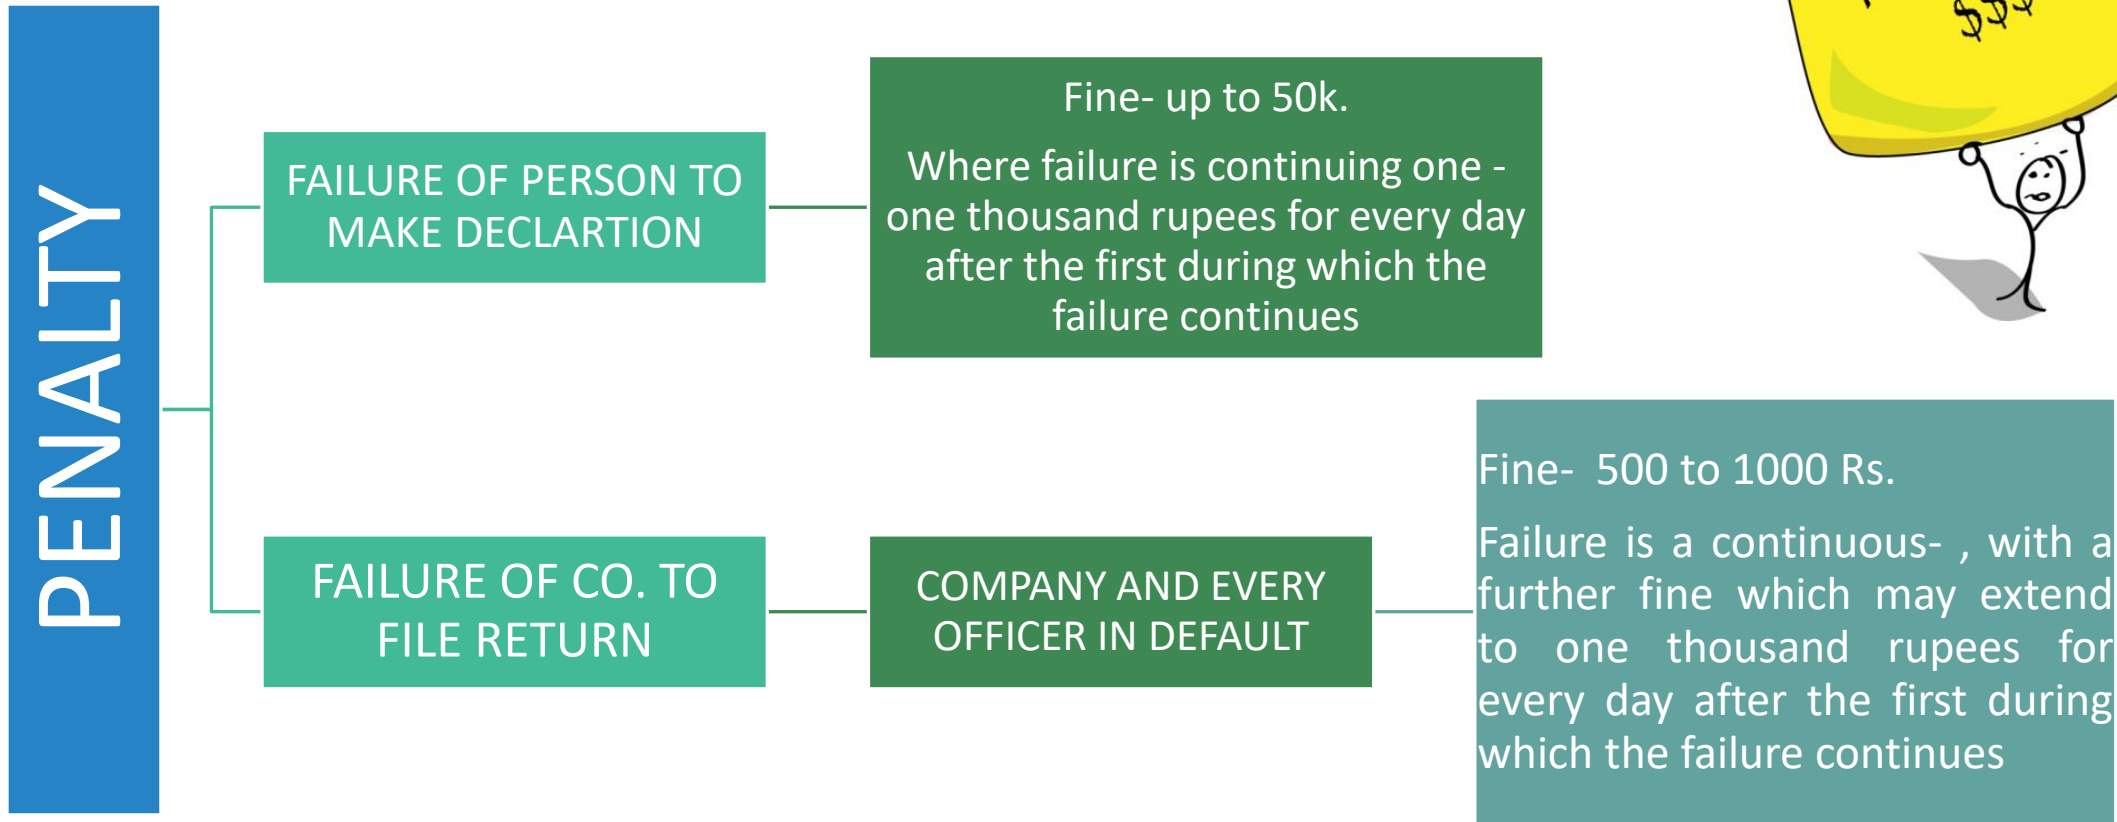 PENALTY
$$$
FAILURE OF PERSON TO
MAKE DECLARTION
Fine- up to 50k.
Where failure is continuing one -
one thousand rupees for every day
after the first during which the
failure continues
FAILURE OF CO. TO
FILE RETURN
COMPANY AND EVERY
OFFICER IN DEFAULT
Fine- 500 to 1000 Rs.
Failure is a continuous- , with a
further fine which may extend
to one thousand rupees for
every day after the first during
which the failure continues